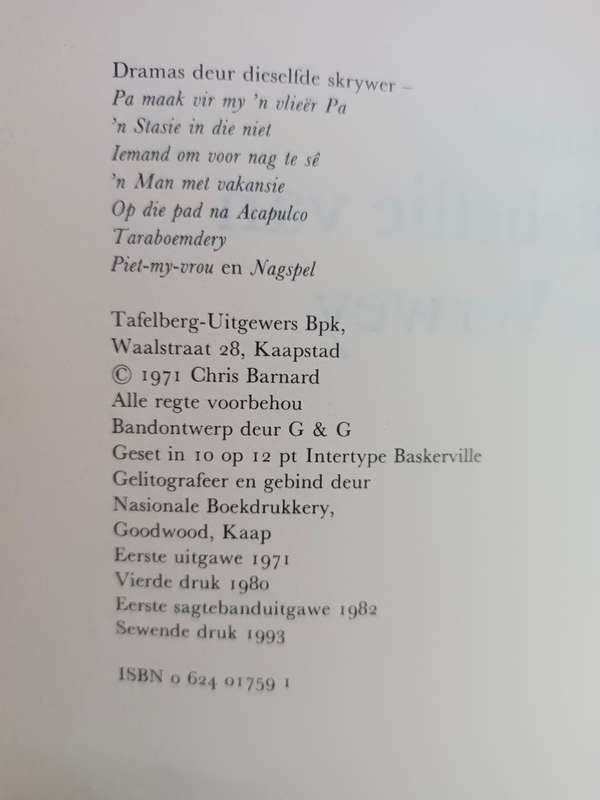 Dramas deur dieselfde skrywer –
Pa maak vir my 'n vlieër Pa
'n Stasie in die niet
Iemand om voor nag te sê
'n Man met vakansie
Op die pad na Acapulco
Taraboemdery
Piet-my-vrou en Nagspel
Tafelberg-Uitgewers Bpk,
Waalstraat 28, Kaapstad
© 1971 Chris Barnard
Alle regte voorbehou
Bandontwerp deur G & G
Geset in 10 op 12 pt Intertype Baskerville
Gelitografeer en gebind deur
Nasionale Boekdrukkery,
Goodwood, Kaap
Eerste uitgawe 1971
Vierde druk 1980
Eerste sagtebanduitgawe 1982
Sewende druk 1993
ISBN 0 624 01759 1